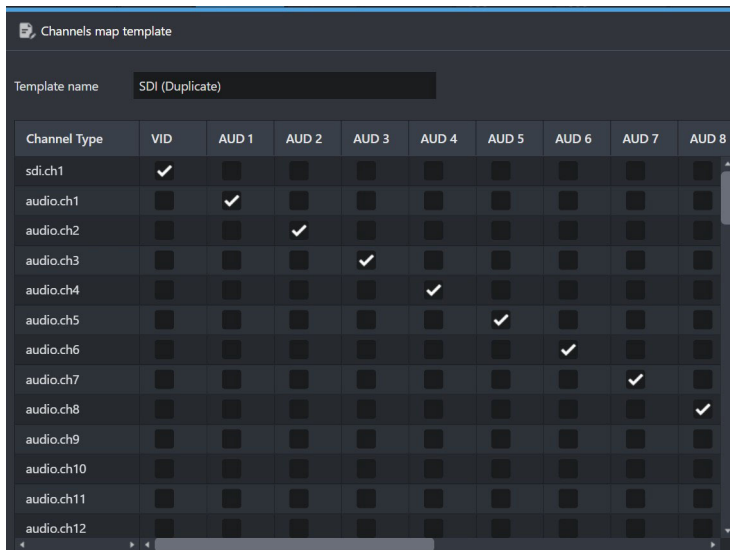 Channels map template
Template name SDI (Duplicate)
Channel Type VID AUD 1 AUD 2 AUD 3 AUD 4 AUD 5 AUD 6 AUD 7 AUD 8
sdi.ch1
audio.ch1
audio.ch2
audio.ch3
audio.ch4
audio.ch5
audio.ch6
audio.ch7
audio.ch8
audio.ch9
audio.ch10
audio.ch11
audio.ch12